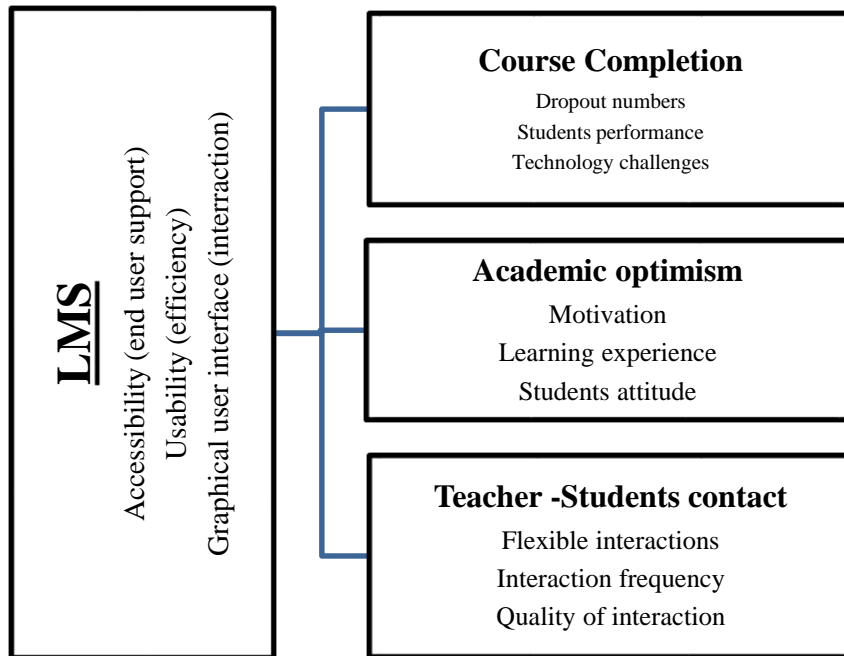 LMS
Accessibility (end user support)
Usability (efficiency)
Graphical user interface (interraction)
Course Completion
Dropout numbers
Students performance
Technology challenges
Academic optimism
Motivation
Learning experience
Students attitude
Teacher -Students contact
Flexible interactions
Interaction frequency
Quality of interaction